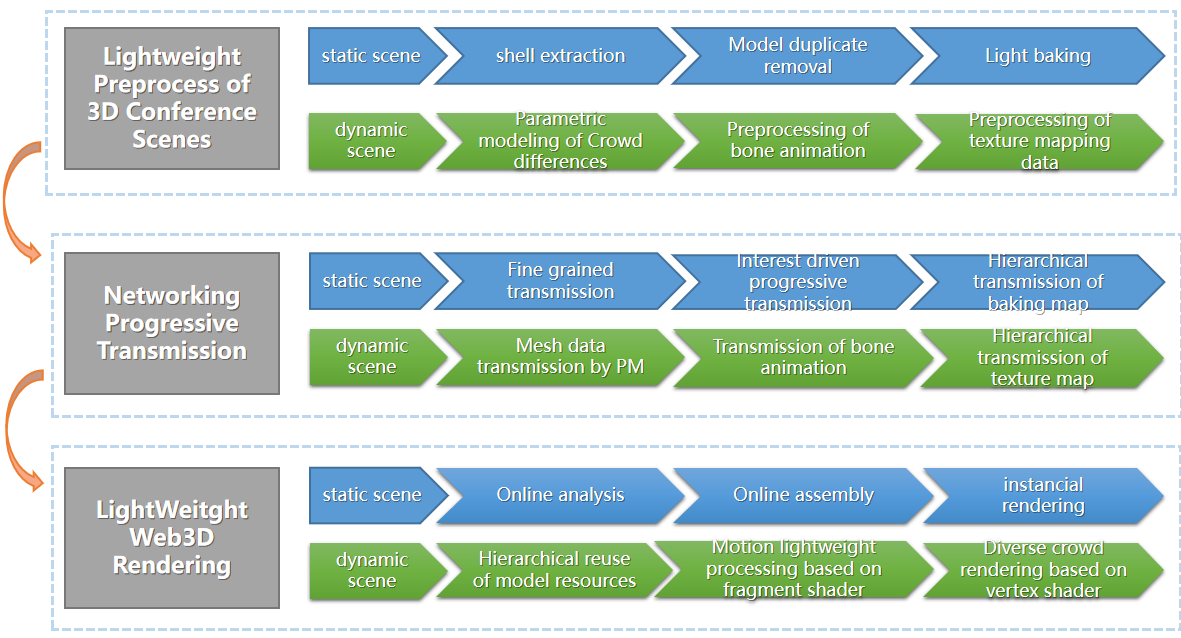 Lightweight
Preprocess of
3D Conference
Scenes
static scene
shell extraction
Model duplicate
removal
Light baking
dynamic
scene
Parametric
modeling of Crowd
differences
Preprocessing of
bone animation
Preprocessing of
texture mapping
data
Networking
Progressive
Transmission
static scene
Fine grained
transmission
Interest driven
progressive
transmission
Hierarchical
transmission of
baking map
dynamic
scene
Mesh data
transmission by PM
Transmission of bone
animation
Hierarchical
transmission of
texture map
LightWeitght
Web3D
Rendering
static scene
Online analysis
Online assembly
instancial
rendering
dynamic
scene
Hierarchical reuse
of model resources
Motion lightweight
processing based on
fragment shader
Diverse crowd
rendering based on
vertex shader